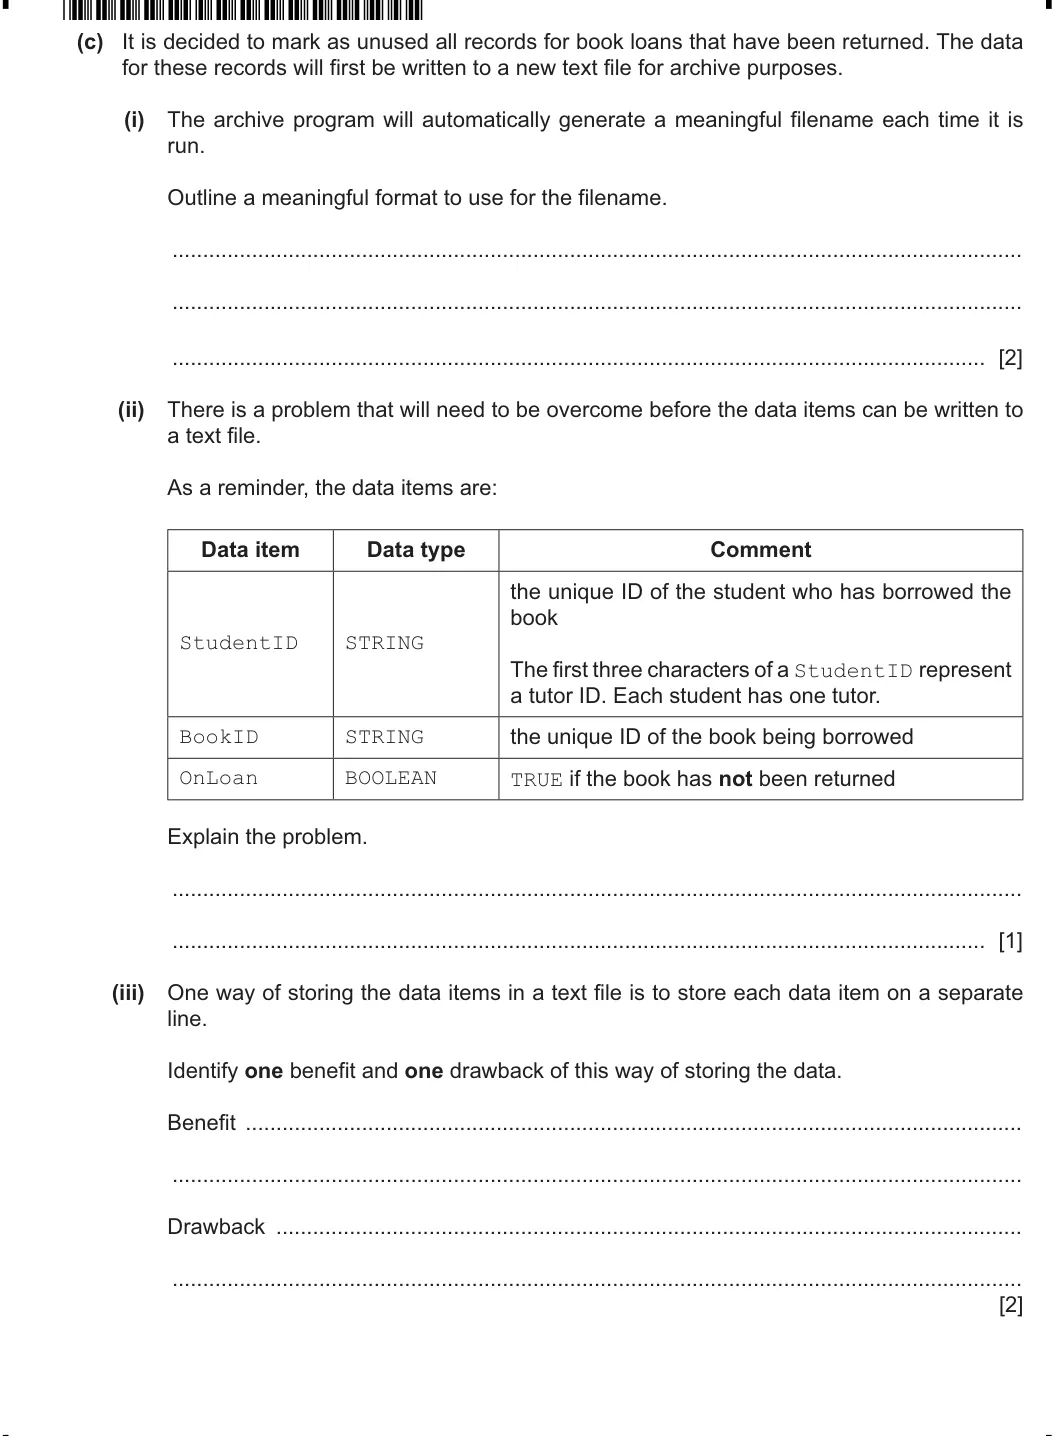 (c) It is decided to mark as unused all records for book loans that have been returned. The data
for these records will first be written to a new text file for archive purposes.
(i) The archive program will automatically generate a meaningful filename each time it is
run.
Outline a meaningful format to use for the filename.
..........................................................................................................................................
..........................................................................................................................................
..................................................................................................................................... [2]
(ii) There is a problem that will need to be overcome before the data items can be written to
a text file.
As a reminder, the data items are:
Data item Data type Comment
StudentID STRING the unique ID of the student who has borrowed the
book
The first three characters of a StudentID represent
a tutor ID. Each student has one tutor.
BookID STRING the unique ID of the book being borrowed
OnLoan BOOLEAN TRUE if the book has not been returned
Explain the problem.
..........................................................................................................................................
..................................................................................................................................... [1]
(iii) One way of storing the data items in a text file is to store each data item on a separate
line.
Identify one benefit and one drawback of this way of storing the data.
Benefit ..............................................................................................................................
..........................................................................................................................................
Drawback .........................................................................................................................
..........................................................................................................................................
[2]